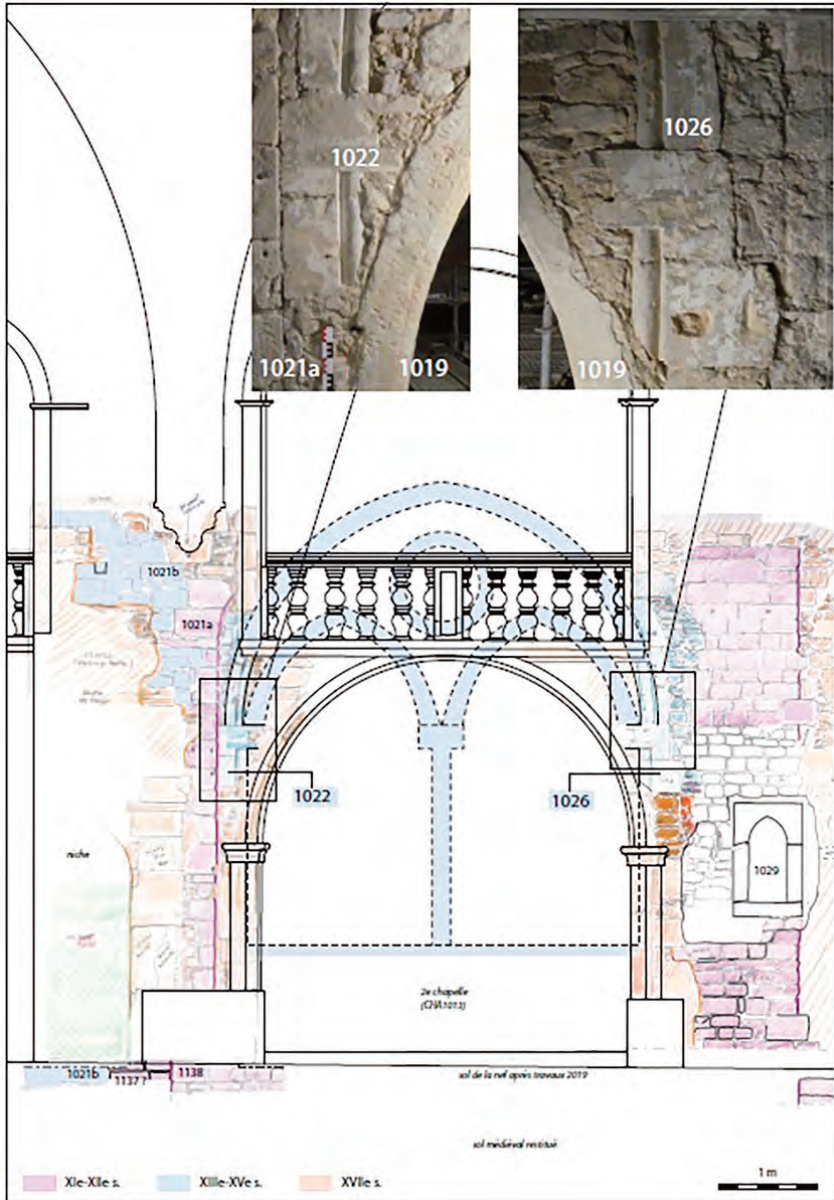 1022
1021a
1019
1026
1019
1021b
1021a
1022
1026
niche
1029
2e chapelle
(CHA1013)
1021b
1137 ?
1138
sol de la nef après travaux 2019
sol médiéval restitué
XIe-XIIe s.
XIIIe-XVe s.
XVIIe s.
1 m